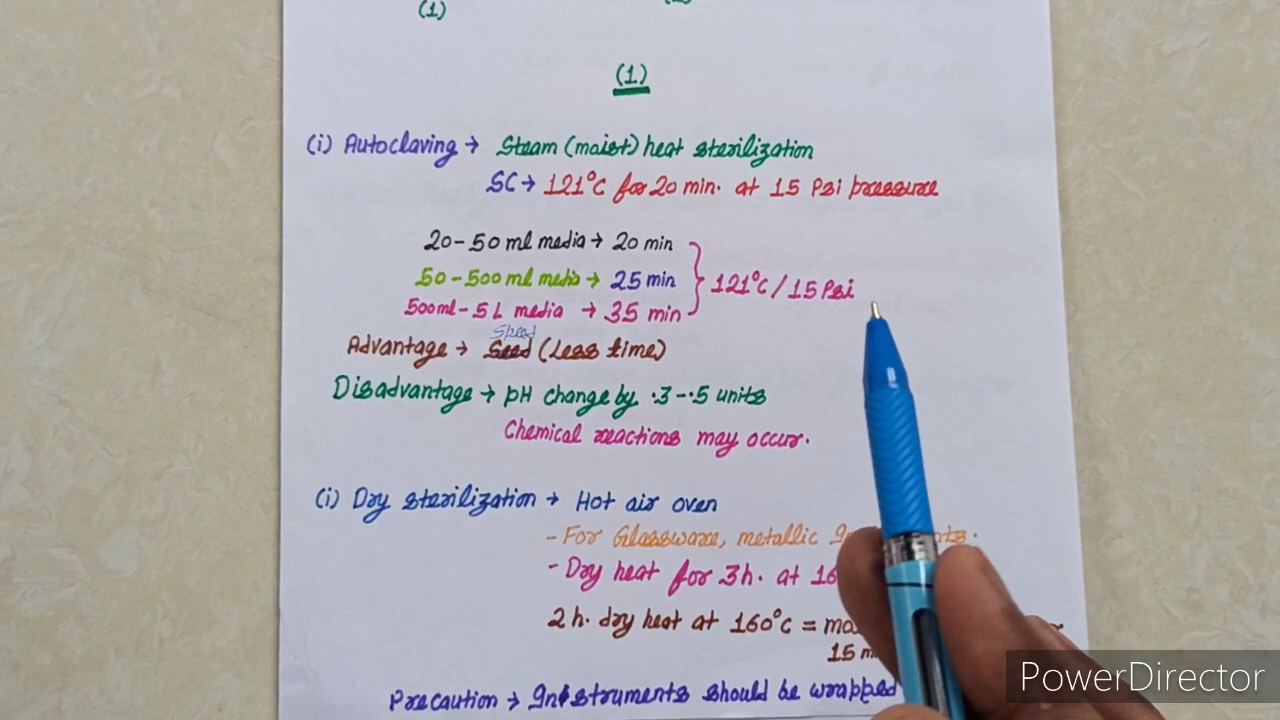 (1)
(1)
(i) Autoclaving → Steam (moist) heat sterilization
SC → 121°C for 20 min. at 15 Psi pressure
20-50 ml media → 20 min
50-500 ml media → 25 min
121°C / 15 Psi
500ml-5L media → 35 min
Speed
Advantage → Seed (Less time)
Disadvantage → pH change by .3-.5 units
Chemical reactions may occur.
(i) Dry sterilization → Hot air oven
- For Glassware, metallic
- Dry heat for 3h. at
2 h. dry heat at 160°C =
15
Precaution → Instruments should be wrapped
PowerDirector